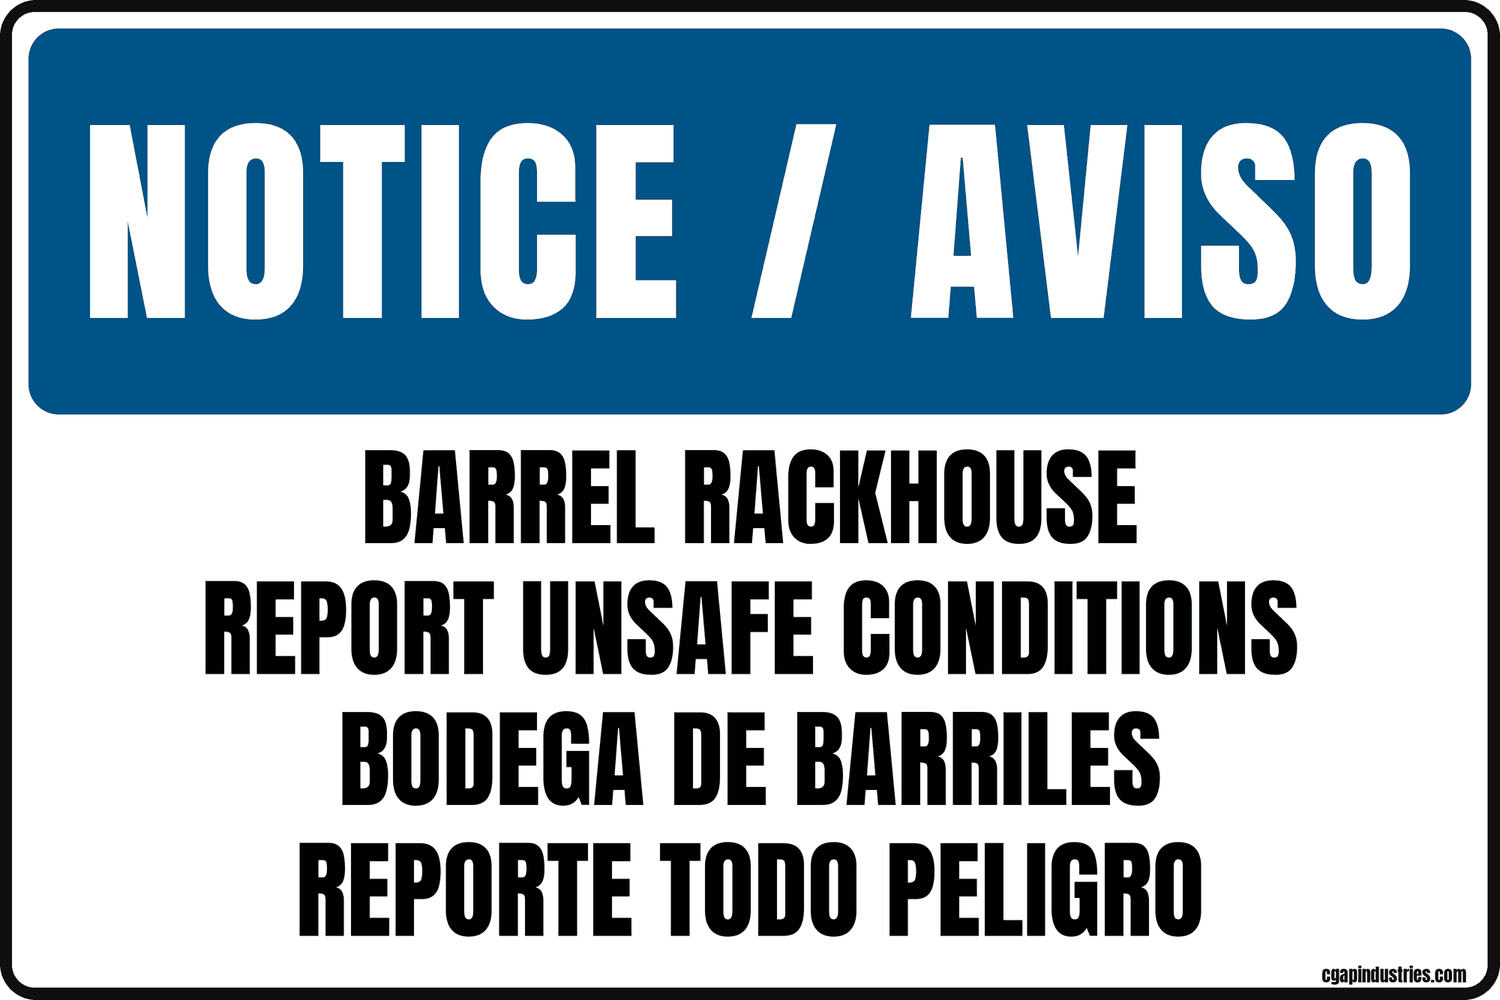 NOTICE / AVISO
BARREL RACKHOUSE
REPORT UNSAFE CONDITIONS
BODEGA DE BARRILES
REPORTE TODO PELIGRO
cgapindustries.com